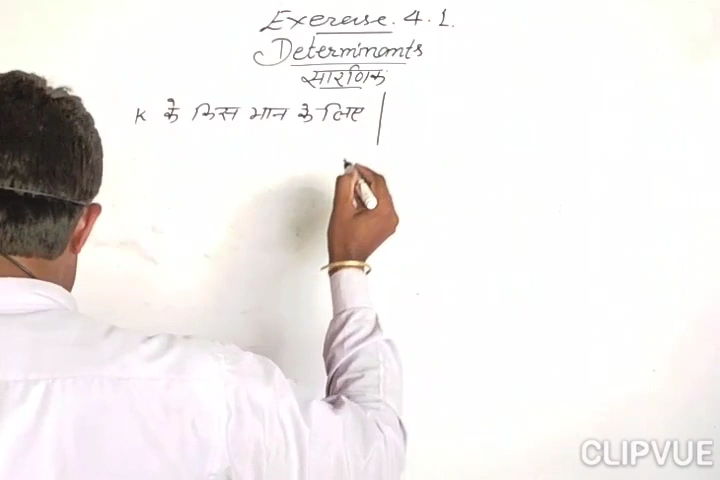 Exercise. 4.1.
Determinants
सारणिक
K के किस मान के लिए |
CLIPVUE